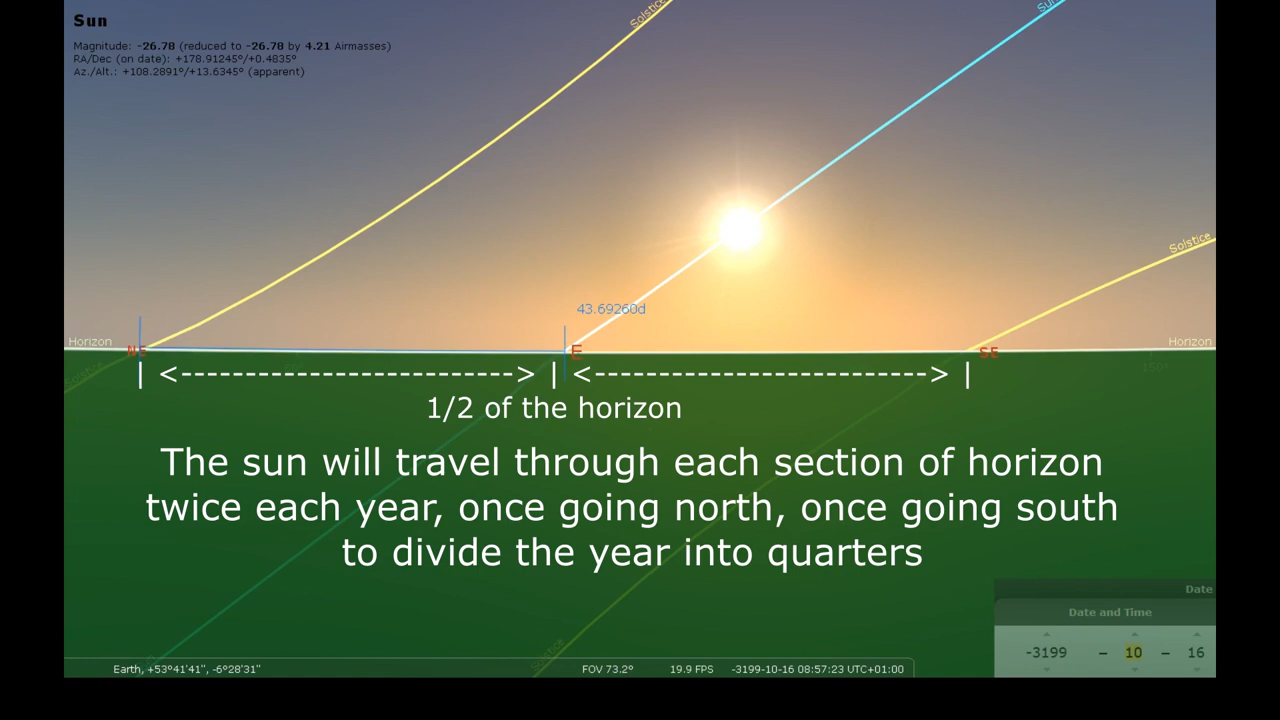 Sun
Magnitude: -26.78 (reduced to -26.78 by 4.21 Airmasses)
RA/Dec (on date): +178.91245°/+0.4835°
Az./Alt.: +108.2891°/+13.6345° (apparent)
Solstice
Sun
Solstice
43.69260d
Horizon
Horizon
NE
E
SE
Solstice
150°
| <-------------------------> | <-------------------------> |
1/2 of the horizon
The sun will travel through each section of horizon
twice each year, once going north, once going south
to divide the year into quarters
Solstice
Date
Date and Time
-3199 - 10 - 16
Earth, +53°41'41", -6°28'31" FOV 73.2° 19.9 FPS -3199-10-16 08:57:23 UTC+01:00